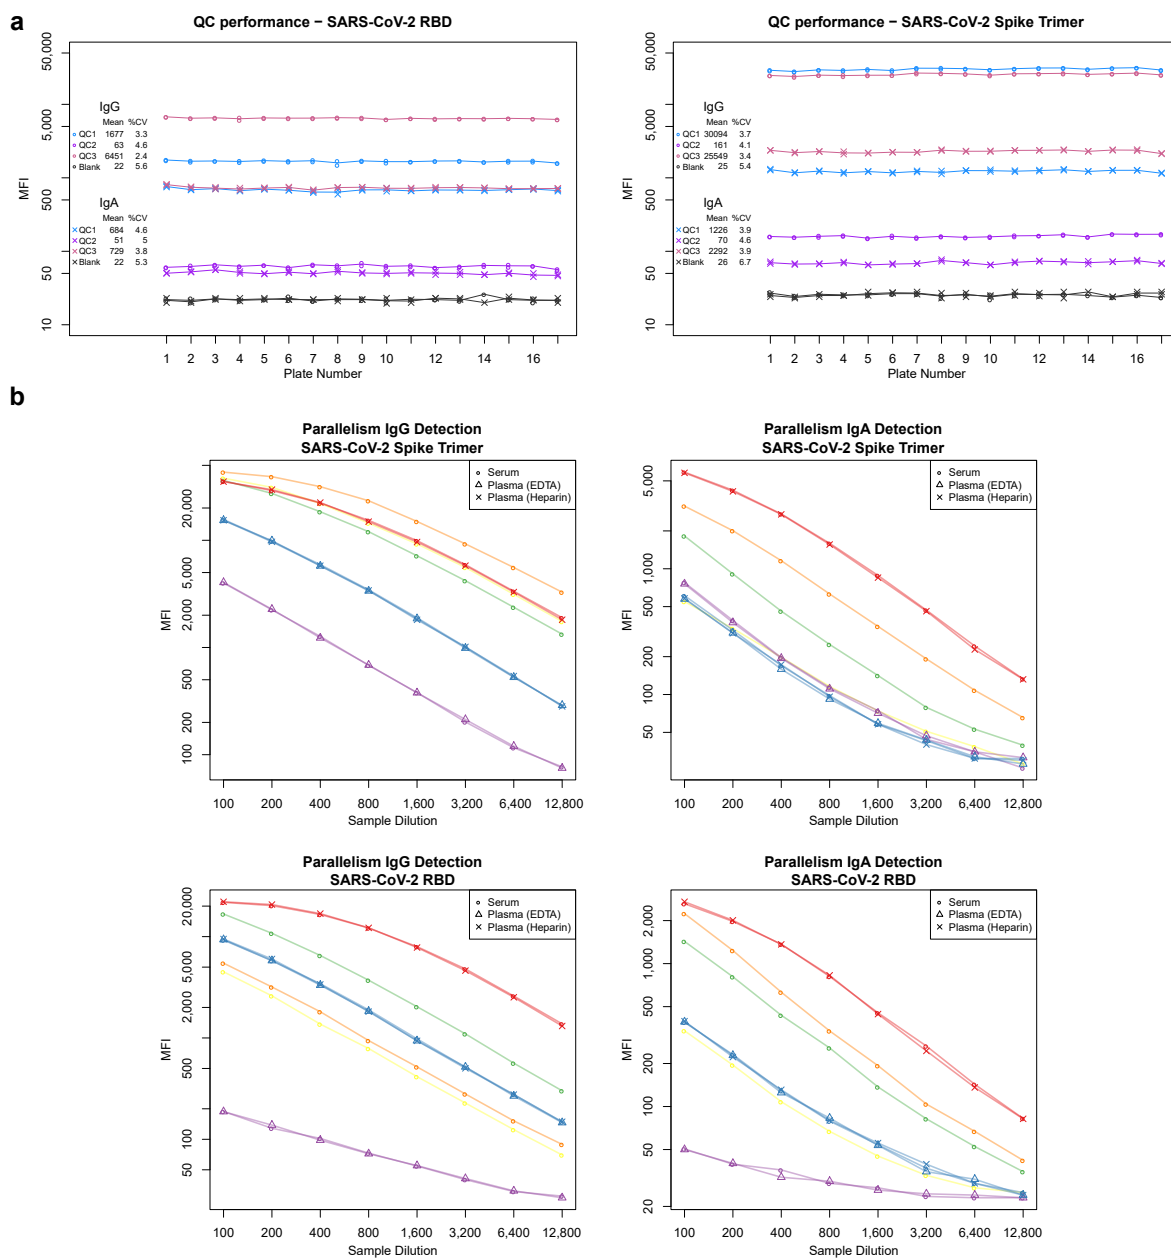 a
QC performance − SARS-CoV-2 RBD
50,000
5,000
500
50
10
MFI
IgG
Mean %CV
QC1 1677 3.3
QC2 63 4.6
QC3 6451 2.4
Blank 22 5.6
IgA
Mean %CV
QC1 684 4.6
QC2 51 5
QC3 729 3.8
Blank 22 5.3
1 2 3 4 5 6 7 8 9 10 12 14 16
Plate Number
QC performance − SARS-CoV-2 Spike Trimer
50,000
5,000
500
50
10
MFI
IgG
Mean %CV
QC1 30094 3.7
QC2 161 4.1
QC3 25549 3.4
Blank 25 5.4
IgA
Mean %CV
QC1 1226 3.9
QC2 70 4.6
QC3 2292 3.9
Blank 26 6.7
1 2 3 4 5 6 7 8 9 10 12 14 16
Plate Number
b
Parallelism IgG Detection
SARS-CoV-2 Spike Trimer
Serum
Plasma (EDTA)
Plasma (Heparin)
20,000
5,000
2,000
500
200
100
MFI
100 200 400 800 1,600 3,200 6,400 12,800
Sample Dilution
Parallelism IgA Detection
SARS-CoV-2 Spike Trimer
Serum
Plasma (EDTA)
Plasma (Heparin)
5,000
1,000
500
200
100
50
MFI
100 200 400 800 1,600 3,200 6,400 12,800
Sample Dilution
Parallelism IgG Detection
SARS-CoV-2 RBD
Serum
Plasma (EDTA)
Plasma (Heparin)
20,000
5,000
2,000
500
100
50
MFI
100 200 400 800 1,600 3,200 6,400 12,800
Sample Dilution
Parallelism IgA Detection
SARS-CoV-2 RBD
Serum
Plasma (EDTA)
Plasma (Heparin)
2,000
1,000
500
200
100
50
20
MFI
100 200 400 800 1,600 3,200 6,400 12,800
Sample Dilution